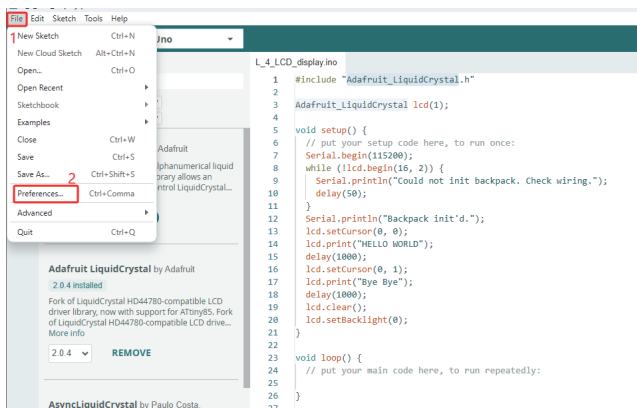 File Edit Sketch Tools Help
1
New Sketch Ctrl+N
New Cloud Sketch Alt+Ctrl+N
Open... Ctrl+O
Open Recent
Sketchbook
Examples
Close Ctrl+W
Save Ctrl+S
Save As... Ctrl+Shift+S
2
Preferences... Ctrl+Comma
Advanced
Quit Ctrl+Q
Uno
Adafruit
lphanumerical liquid
brary allows an
ntrol LiquidCrystal...
Adafruit LiquidCrystal by Adafruit
2.0.4 installed
Fork of LiquidCrystal HD44780-compatible LCD
driver library, now with support for ATtiny85. Fork
of LiquidCrystal HD44780-compatible LCD drive...
More info
2.0.4 REMOVE
AsyncLiquidCrystal by Paulo Costa,
L_4_LCD_display.ino
1 #include "Adafruit_LiquidCrystal.h"
2
3 Adafruit_LiquidCrystal lcd(1);
4
5 void setup() {
6 // put your setup code here, to run once:
7 Serial.begin(115200);
8 while (!lcd.begin(16, 2)) {
9 Serial.println("Could not init backpack. Check wiring.");
10 delay(50);
11 }
12 Serial.println("Backpack init'd.");
13 lcd.setCursor(0, 0);
14 lcd.print("HELLO WORLD");
15 delay(1000);
16 lcd.setCursor(0, 1);
17 lcd.print("Bye Bye");
18 delay(1000);
19 lcd.clear();
20 lcd.setBacklight(0);
21 }
22
23 void loop() {
24 // put your main code here, to run repeatedly:
25
26 }
27